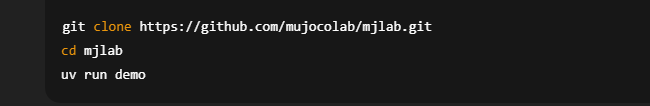 git clone https://github.com/mujocolab/mjlab.git
cd mjlab
uv run demo